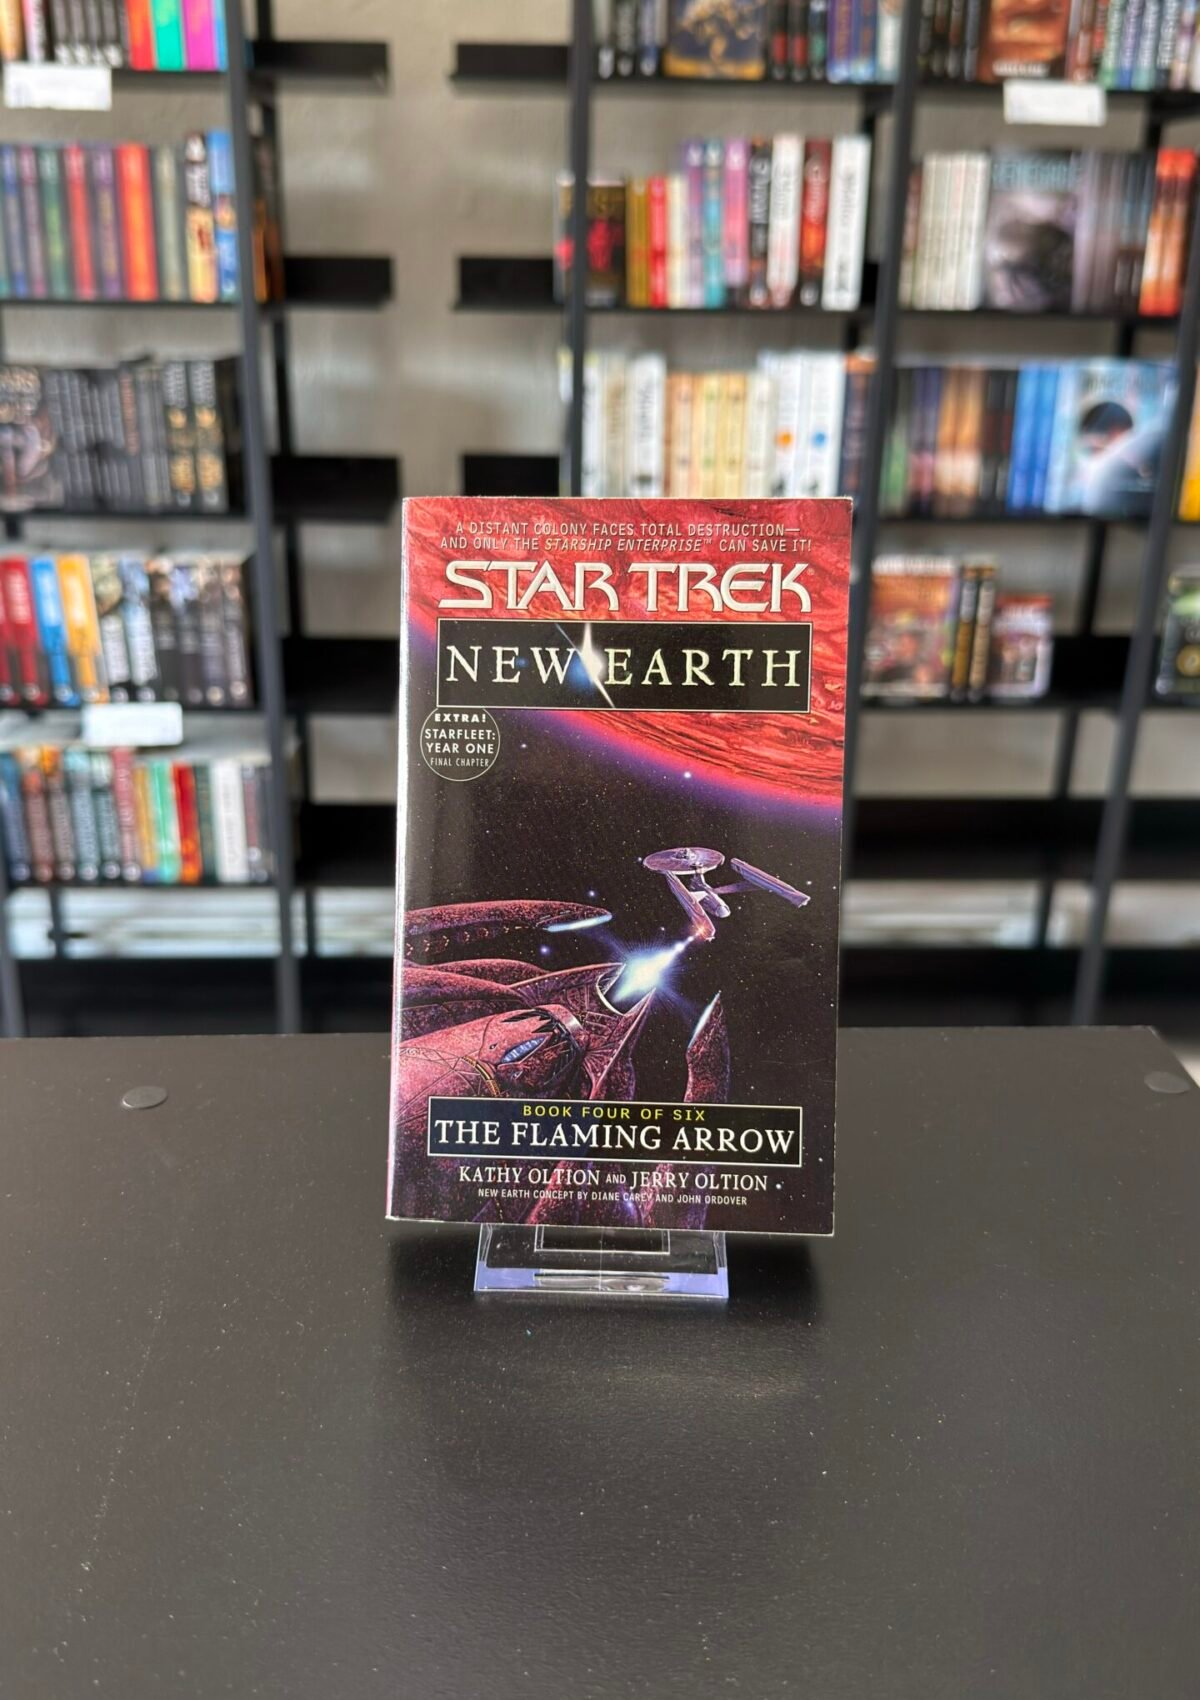 A DISTANT COLONY FACES TOTAL DESTRUCTION—
AND ONLY THE STARSHIP ENTERPRISE™ CAN SAVE IT!
STAR TREK®
NEW EARTH
EXTRA!
STARFLEET:
YEAR ONE
FINAL CHAPTER
BOOK FOUR OF SIX
THE FLAMING ARROW
KATHY OLTION AND JERRY OLTION
NEW EARTH CONCEPT BY DIANE CAREY AND JOHN ORDOVER